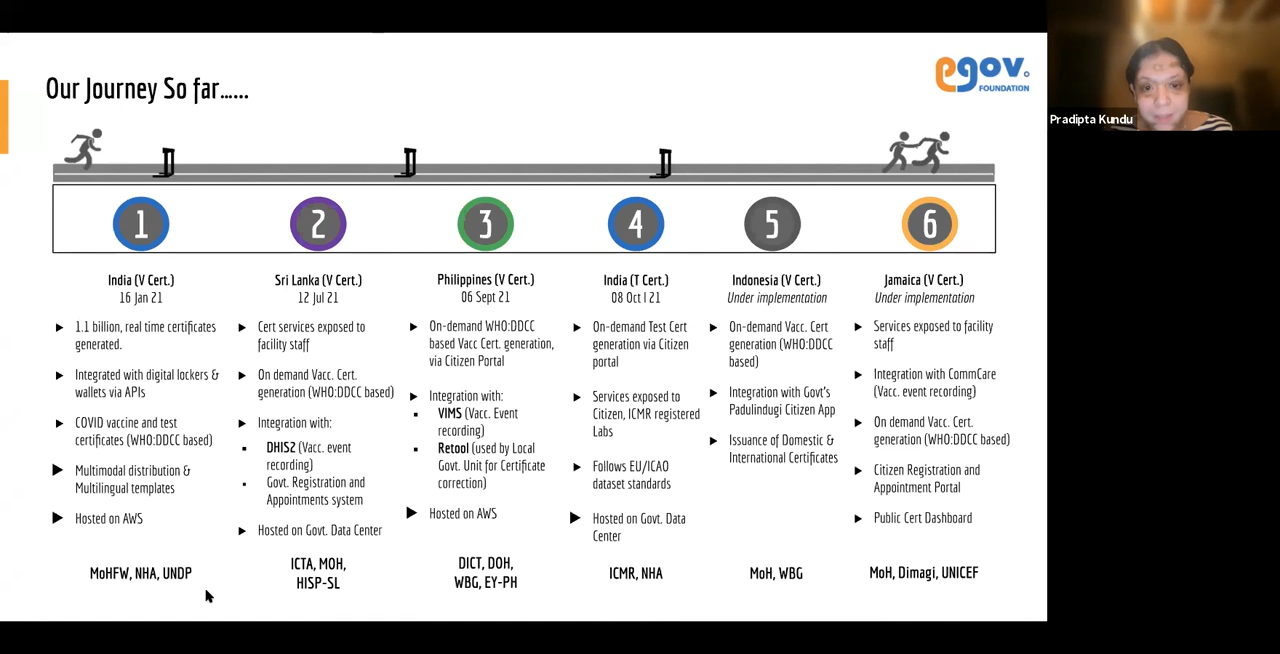 Our Journey So far......
egov.
FOUNDATION
Pradipta Kundu
1
2
3
4
5
6
India (V Cert.)
16 Jan 21
1.1 billion, real time certificates
generated.
Integrated with digital lockers &
wallets via APIs
COVID vaccine and test
certificates (WHO:DDCC based)
Multimodal distribution &
Multilingual templates
Hosted on AWS
MoHFW, NHA, UNDP
Sri Lanka (V Cert.)
12 Jul 21
Cert services exposed to
facility staff
On demand Vacc. Cert.
generation (WHO:DDCC based)
Integration with:
DHIS2 (Vacc. event
recording)
Govt. Registration and
Appointments system
Hosted on Govt. Data Center
ICTA, MOH,
HISP-SL
Philippines (V Cert.)
06 Sept 21
On-demand WHO:DDCC
based Vacc Cert. generation,
via Citizen Portal
Integration with:
VIMS (Vacc. Event
recording)
Retool (used by Local
Govt. Unit for Certificate
correction)
Hosted on AWS
DICT, DOH,
WBG, EY-PH
India (T Cert.)
08 Oct l 21
On-demand Test Cert
generation via Citizen
portal
Services exposed to
Citizen, ICMR registered
Labs
Follows EU/ICAO
dataset standards
Hosted on Govt. Data
Center
ICMR, NHA
Indonesia (V Cert.)
Under implementation
On-demand Vacc. Cert
generation (WHO:DDCC
based)
Integration with Govt's
Padulindugi Citizen App
Issuance of Domestic &
International Certificates
MoH, WBG
Jamaica (V Cert.)
Under implementation
Services exposed to facility
staff
Integration with CommCare
(Vacc. event recording)
On demand Vacc. Cert.
generation (WHO:DDCC based)
Citizen Registration and
Appointment Portal
Public Cert Dashboard
MoH, Dimagi, UNICEF